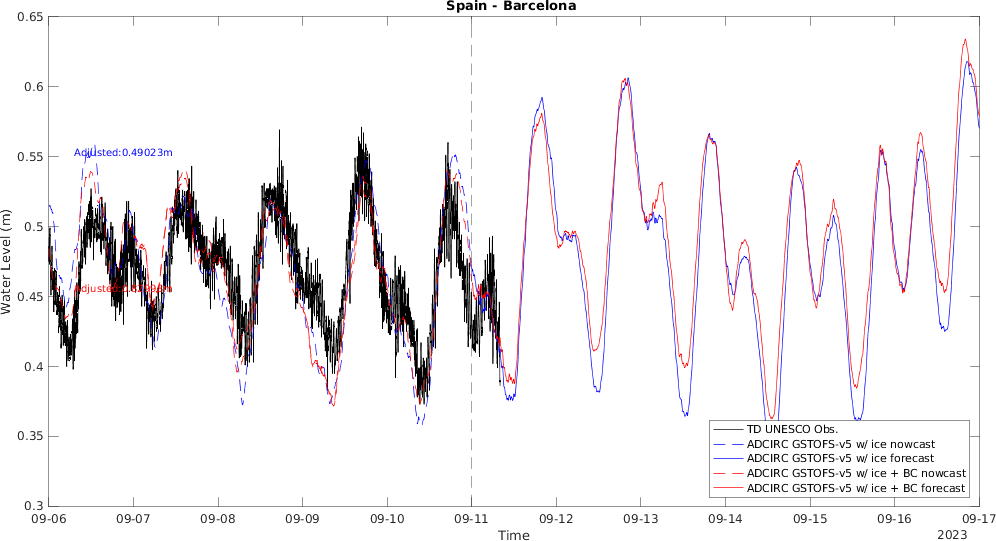 Spain - Barcelona
0.65
0.6
0.55
0.5
0.45
0.4
0.35
0.3
Water Level (m)
Adjusted:0.49023m
09-06
09-07
09-08
09-09
09-10
09-11
09-12
09-13
09-14
09-15
09-16
09-17
Time
2023
TD UNESCO Obs.
ADCIRC GSTOFS-v5 w/ ice nowcast
ADCIRC GSTOFS-v5 w/ ice forecast
ADCIRC GSTOFS-v5 w/ ice + BC nowcast
ADCIRC GSTOFS-v5 w/ ice + BC forecast